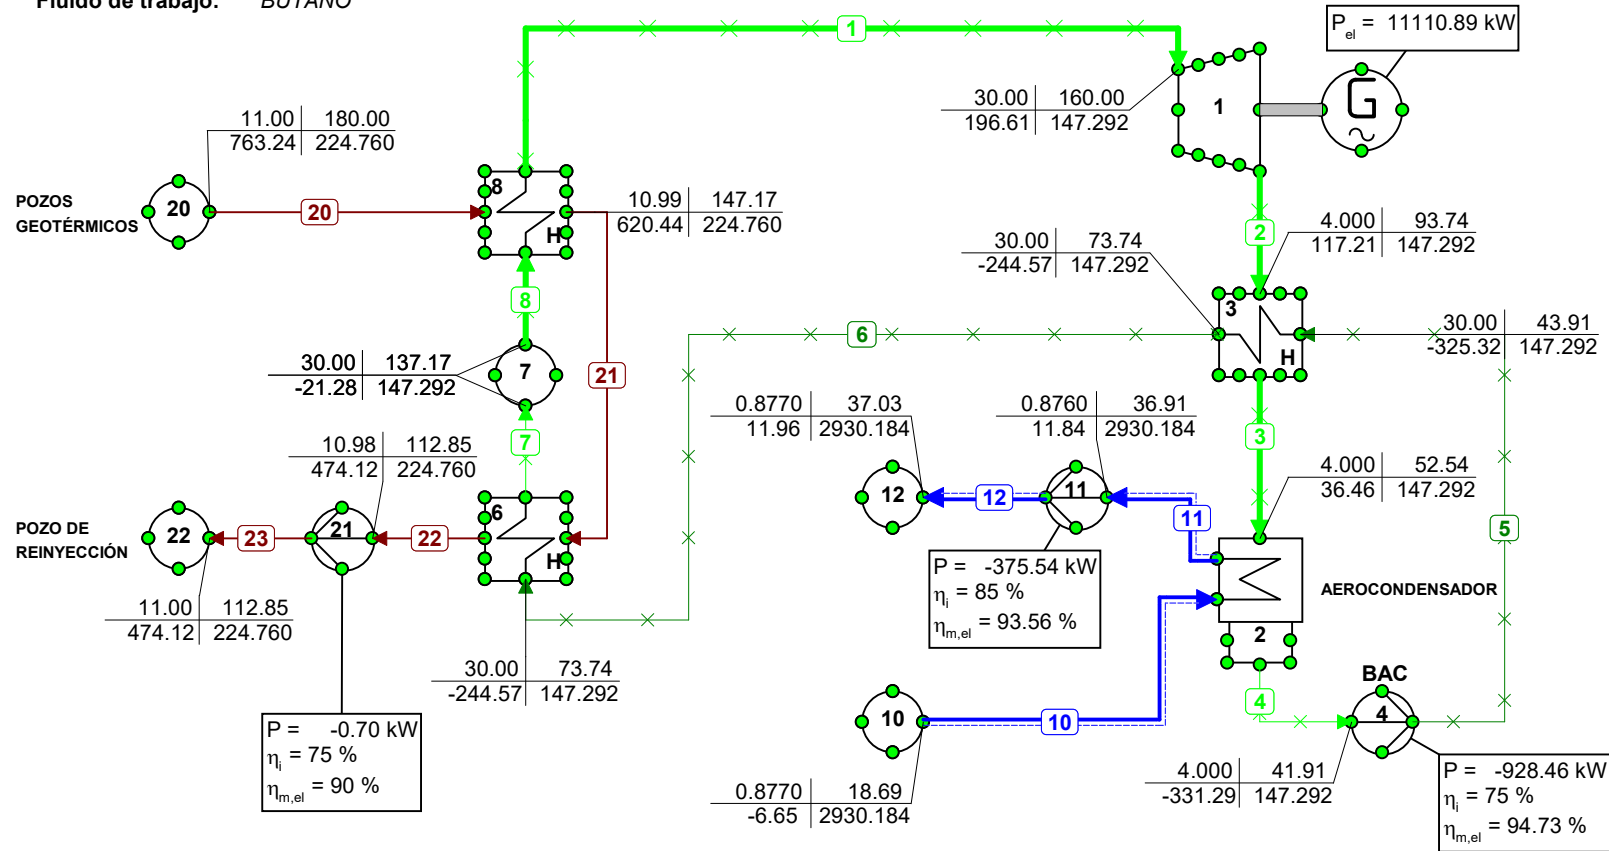 Fluido de trabajo: BUTANO
1
P el = 11110.89 kW
G
1
30.00 160.00
196.61 147.292
11.00 180.00
763.24 224.760
POZOS
GEOTÉRMICOS
20
20
8
H
10.99 147.17
620.44 224.760
2
4.000 93.74
117.21 147.292
30.00 73.74
-244.57 147.292
8
3
H
6
30.00 43.91
-325.32 147.292
30.00 137.17
-21.28 147.292
7
21
0.8770 37.03
11.96 2930.184
0.8760 36.91
11.84 2930.184
3
7
10.98 112.85
474.12 224.760
4.000 52.54
36.46 147.292
12
12
11
11
5
POZO DE
REINYECCIÓN
22
23
21
22
6
H
P = -375.54 kW
ηi = 85 %
ηm,el = 93.56 %
AEROCONDENSADOR
2
11.00 112.85
474.12 224.760
30.00 73.74
-244.57 147.292
BAC
4
4
10
10
P = -0.70 kW
ηi = 75 %
ηm,el = 90 %
4.000 41.91
-331.29 147.292
0.8770 18.69
-6.65 2930.184
P = -928.46 kW
ηi = 75 %
ηm,el = 94.73 %